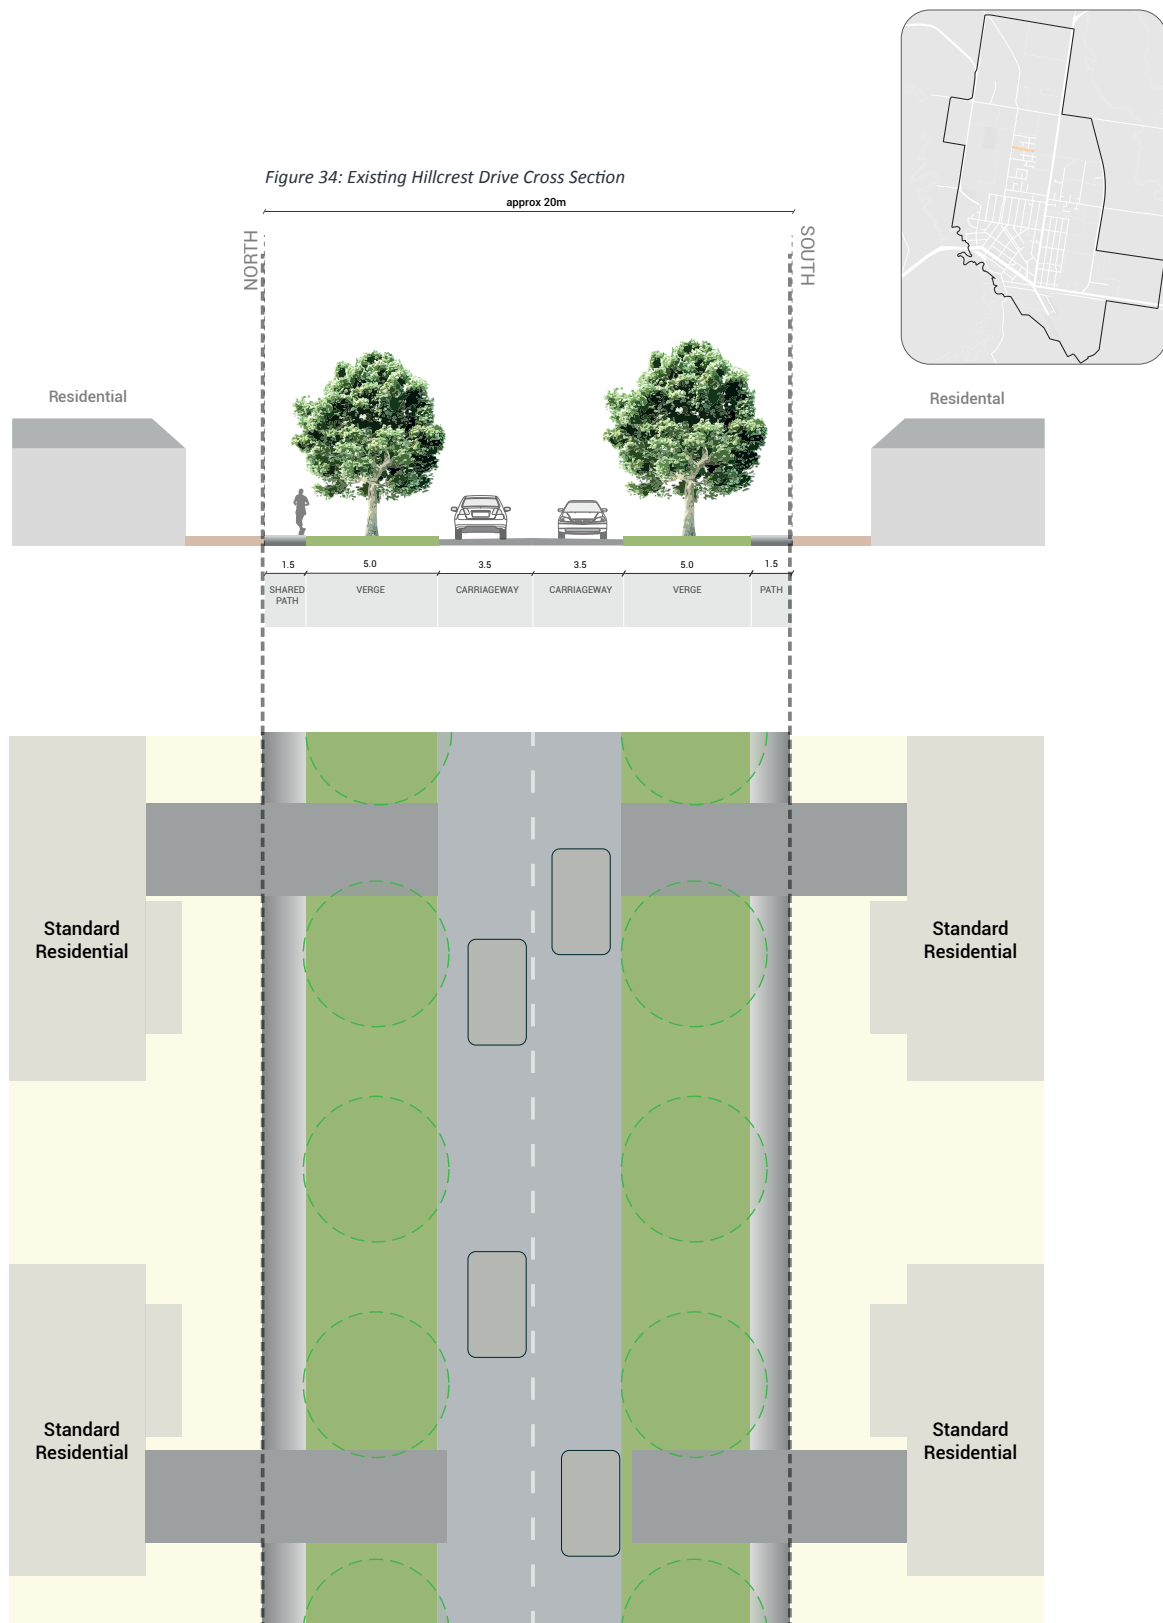 Figure 34: Existing Hillcrest Drive Cross Section
approx 20m
NORTH
SOUTH
Residential
Residental
1.5
5.0
3.5
3.5
5.0
1.5
SHARED
PATH
VERGE
CARRIAGEWAY
CARRIAGEWAY
VERGE
PATH
Standard
Residential
Standard
Residential
Standard
Residential
Standard
Residential